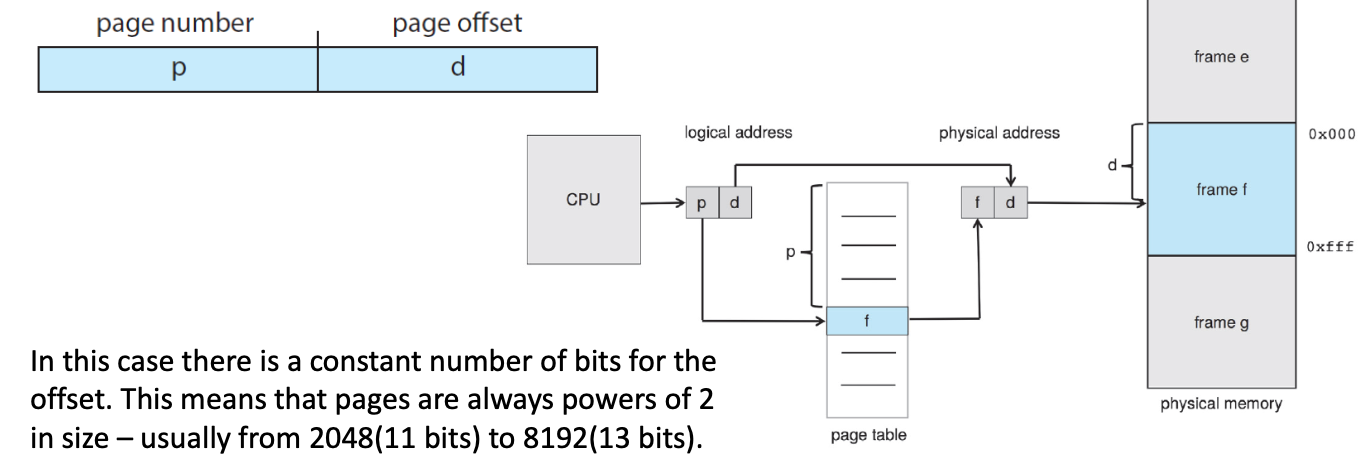 page number page offset
p d
logical address physical address
CPU
p d
p
f
f d
d
frame e
0x000
frame f
0xfff
frame g
physical memory
page table
In this case there is a constant number of bits for the
offset. This means that pages are always powers of 2
in size – usually from 2048(11 bits) to 8192(13 bits).